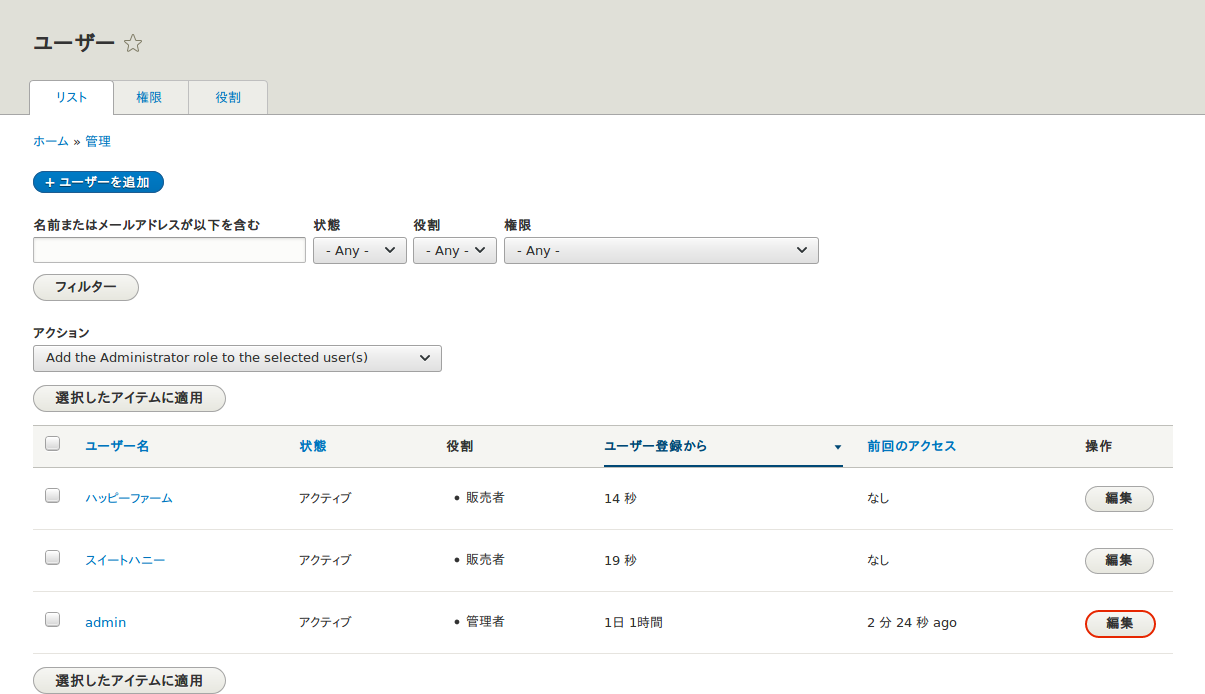 ユーザー
リスト 権限 役割
ホーム » 管理
+ ユーザーを追加
名前またはメールアドレスが以下を含む 状態 役割 権限
- Any - - Any - - Any -
フィルター
アクション
Add the Administrator role to the selected user(s)
選択したアイテムに適用
ユーザー名 状態 役割 ユーザー登録から 前回のアクセス 操作
ハッピーファーム アクティブ • 販売者 14 秒 なし 編集
スイートハニー アクティブ • 販売者 19 秒 なし 編集
admin アクティブ • 管理者 1日 1時間 2 分 24 秒 ago 編集
選択したアイテムに適用